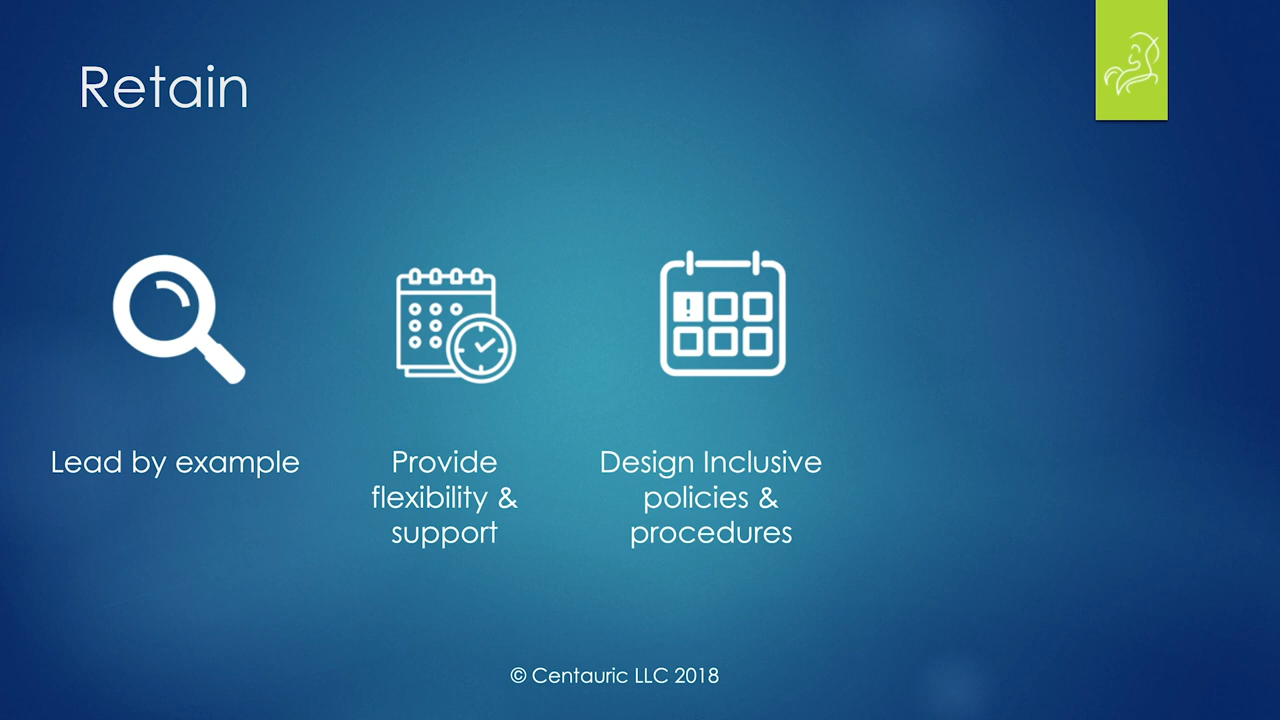 Retain
Lead by example
Provide
flexibility &
support
Design Inclusive
policies &
procedures
© Centauric LLC 2018